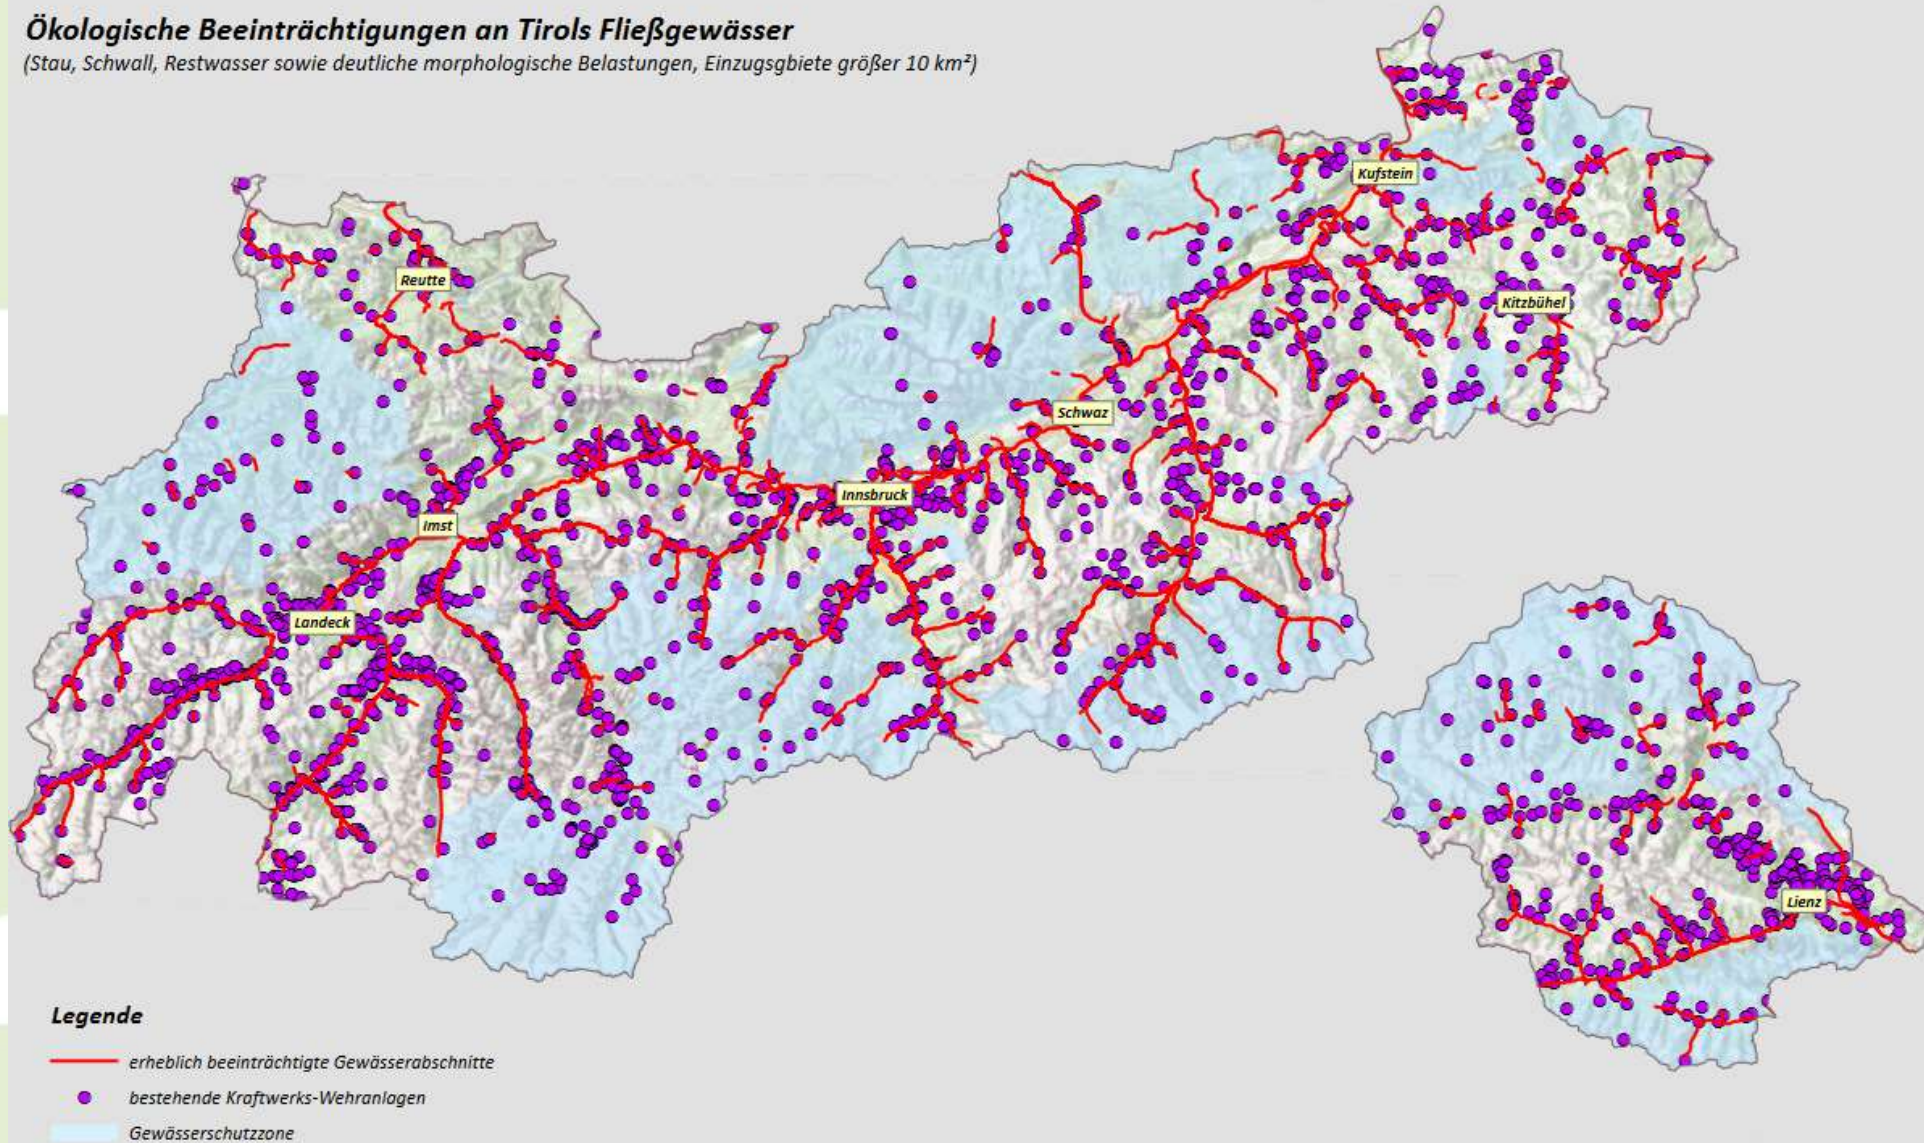 Ökologische Beeinträchtigungen an Tirols Fließgewässer
(Stau, Schwall, Restwasser sowie deutliche morphologische Belastungen, Einzugsgbiete größer 10 km²)
Kufstein
Reutte
Kitzbühel
Schwaz
Innsbruck
Imst
Landeck
Lienz
Legende
erheblich beeinträchtigte Gewässerabschnitte
bestehende Kraftwerks-Wehranlagen
Gewässerschutzzone